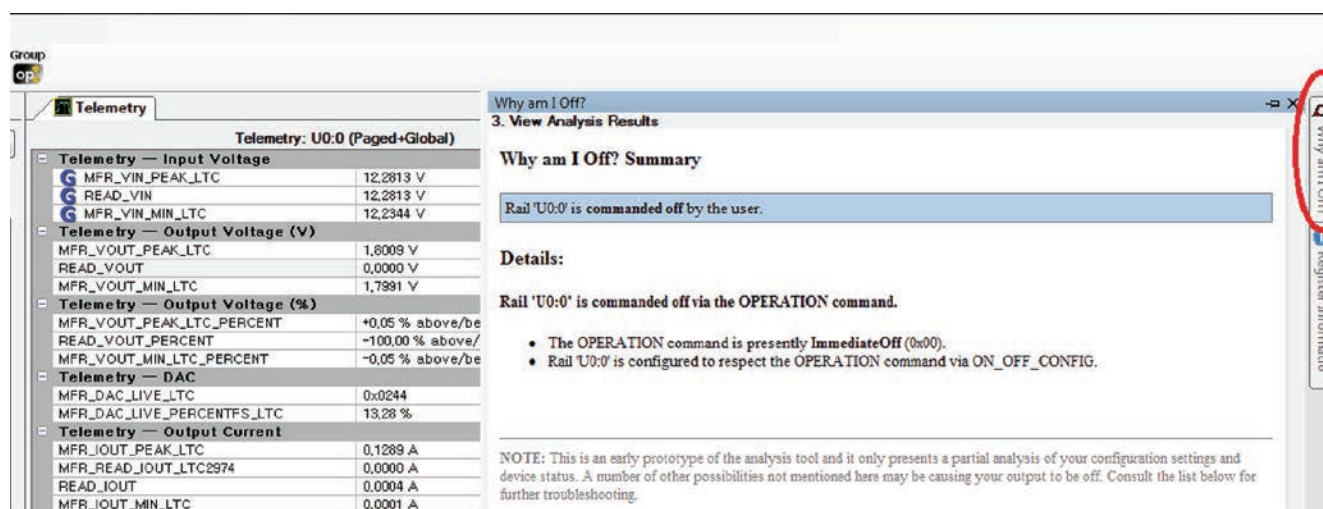 Group
op
Telemetry
Telemetry: U0:0 (Paged+Global)
Telemetry — Input Voltage
G MFR_VIN_PEAK_LTC 12,2813 V
G READ_VIN 12,2813 V
G MFR_VIN_MIN_LTC 12,2344 V
Telemetry — Output Voltage (V)
MFR_VOUT_PEAK_LTC 1,8009 V
READ_VOUT 0,0000 V
MFR_VOUT_MIN_LTC 1,7991 V
Telemetry — Output Voltage (%)
MFR_VOUT_PEAK_LTC_PERCENT +0,05 % above/be
READ_VOUT_PERCENT -100,00 % above/
MFR_VOUT_MIN_LTC_PERCENT -0,05 % above/be
Telemetry — DAC
MFR_DAC_LIVE_LTC 0x0244
MFR_DAC_LIVE_PERCENTFS_LTC 13,28 %
Telemetry — Output Current
MFR_IOUT_PEAK_LTC 0,1289 A
MFR_READ_IOUT_LTC2974 0,0000 A
READ_IOUT 0,0004 A
MFR_IOUT_MIN_LTC 0,0001 A
Why am I Off?
3. View Analysis Results
Why am I Off? Summary
Rail 'U0:0' is commanded off by the user.
Details:
Rail 'U0:0' is commanded off via the OPERATION command.
• The OPERATION command is presently ImmediateOff (0x00).
• Rail 'U0:0' is configured to respect the OPERATION command via ON_OFF_CONFIG.
NOTE: This is an early prototype of the analysis tool and it only presents a partial analysis of your configuration settings and
device status. A number of other possibilities not mentioned here may be causing your output to be off. Consult the list below for
further troubleshooting.
Why am I Off?
Register